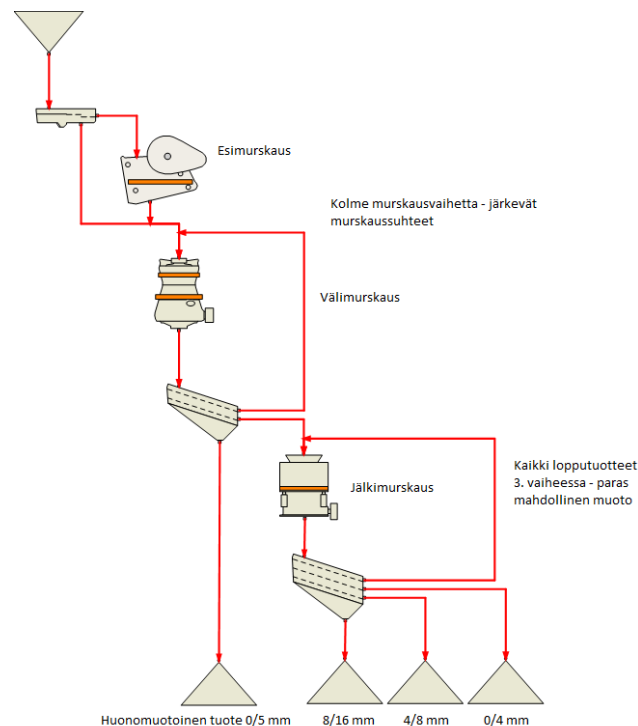 Esimurskaus
Kolme murskausvaihetta - järkevät
murskaussuhteet
Välimurskaus
Kaikki lopputuotteet
3. vaiheessa - paras
mahdollinen muoto
Jälkimurskaus
Huonomuotoinen tuote 0/5 mm
8/16 mm
4/8 mm
0/4 mm